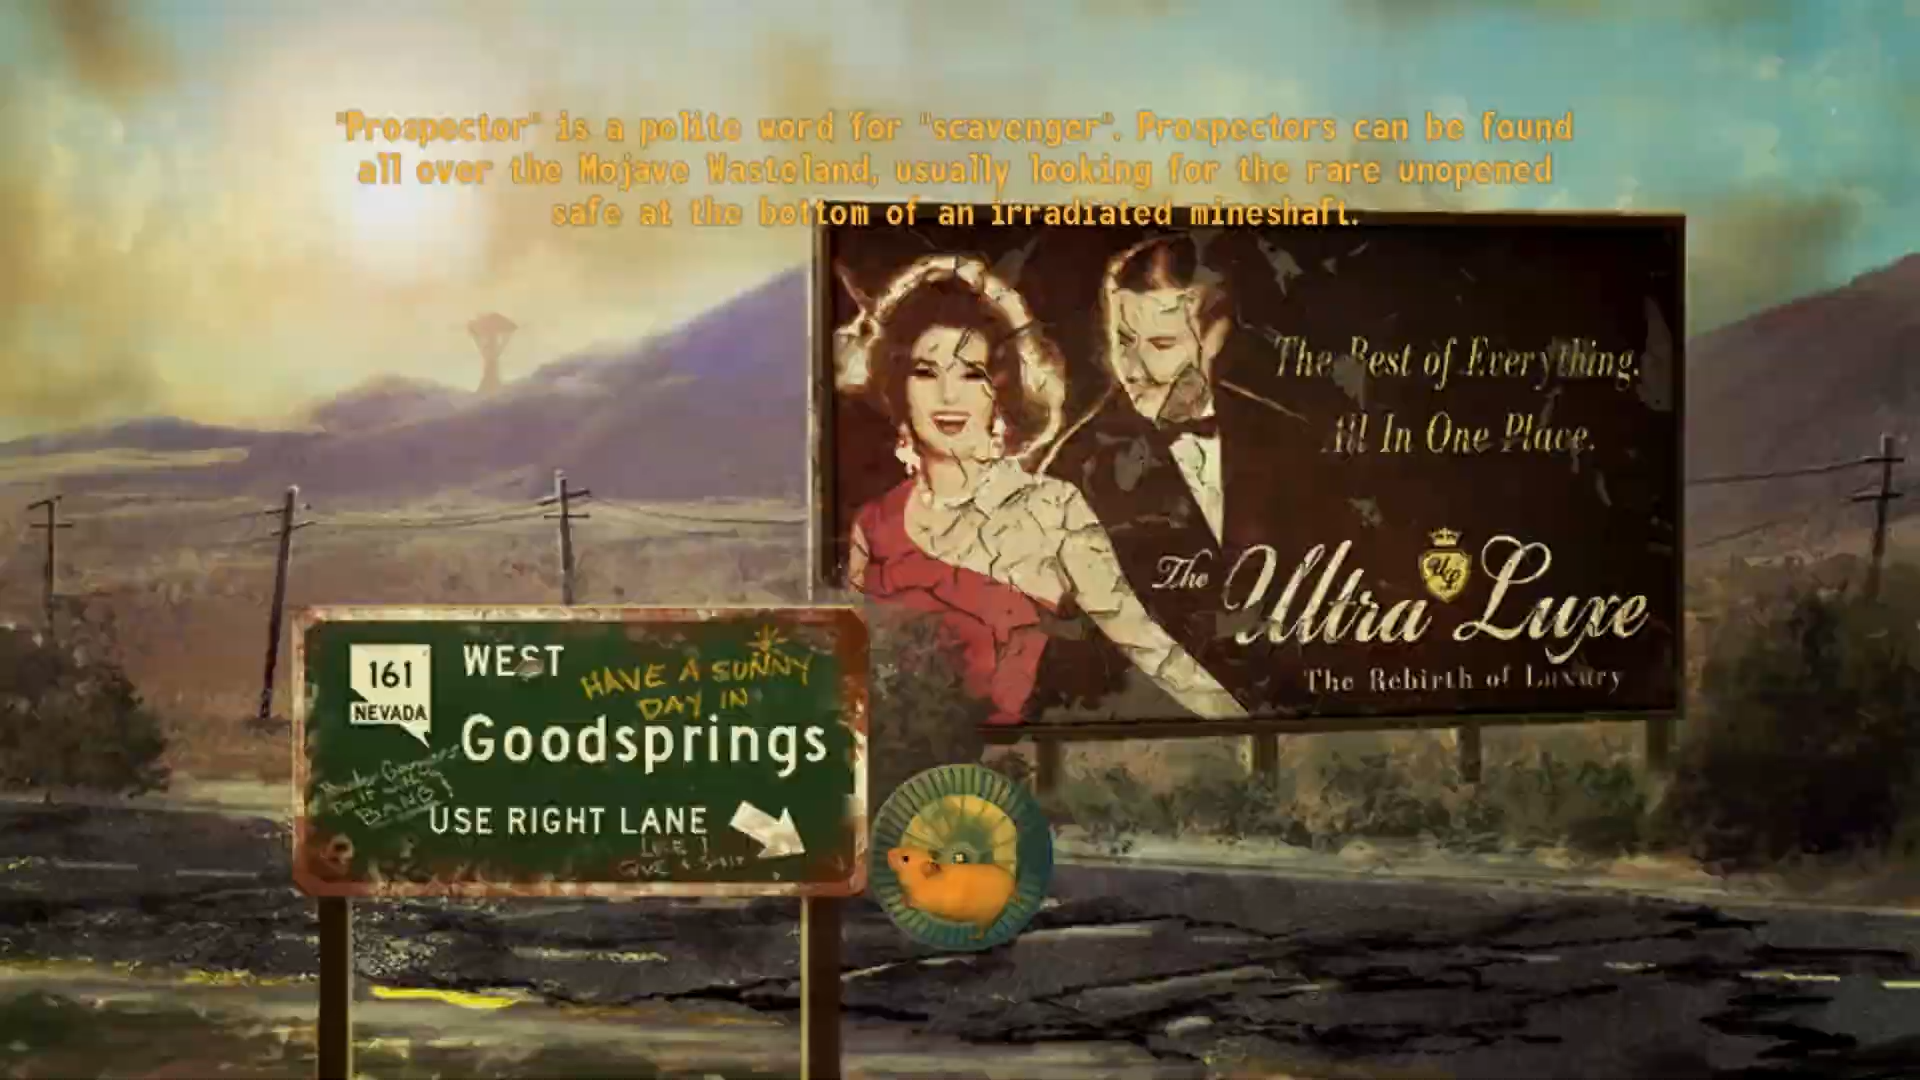 "Prospector" is a polite word for "scavenger". Prospectors can be found
all over the Mojave Wasteland, usually looking for the rare unopened
safe at the bottom of an irradiated mineshaft.
The Best of Everything.
All In One Place.
The Ultra Luxe
UL
The Rebirth of Luxury
161
NEVADA
WEST
HAVE A SUNNY
DAY IN
Goodsprings
BANG!
USE RIGHT LANE